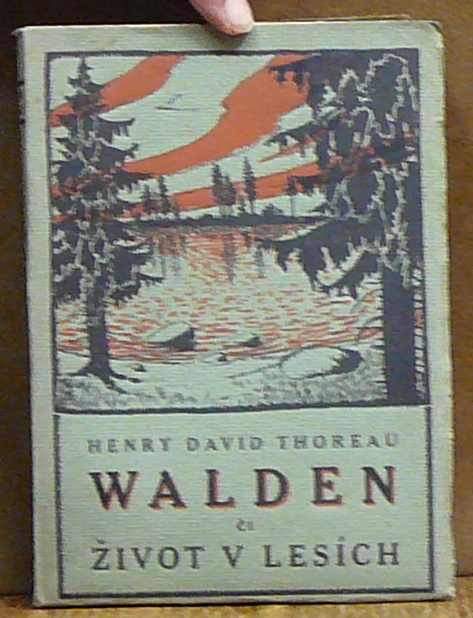 HENRY DAVID THOREAU
WALDEN
ČI
ŽIVOT V LESÍCH